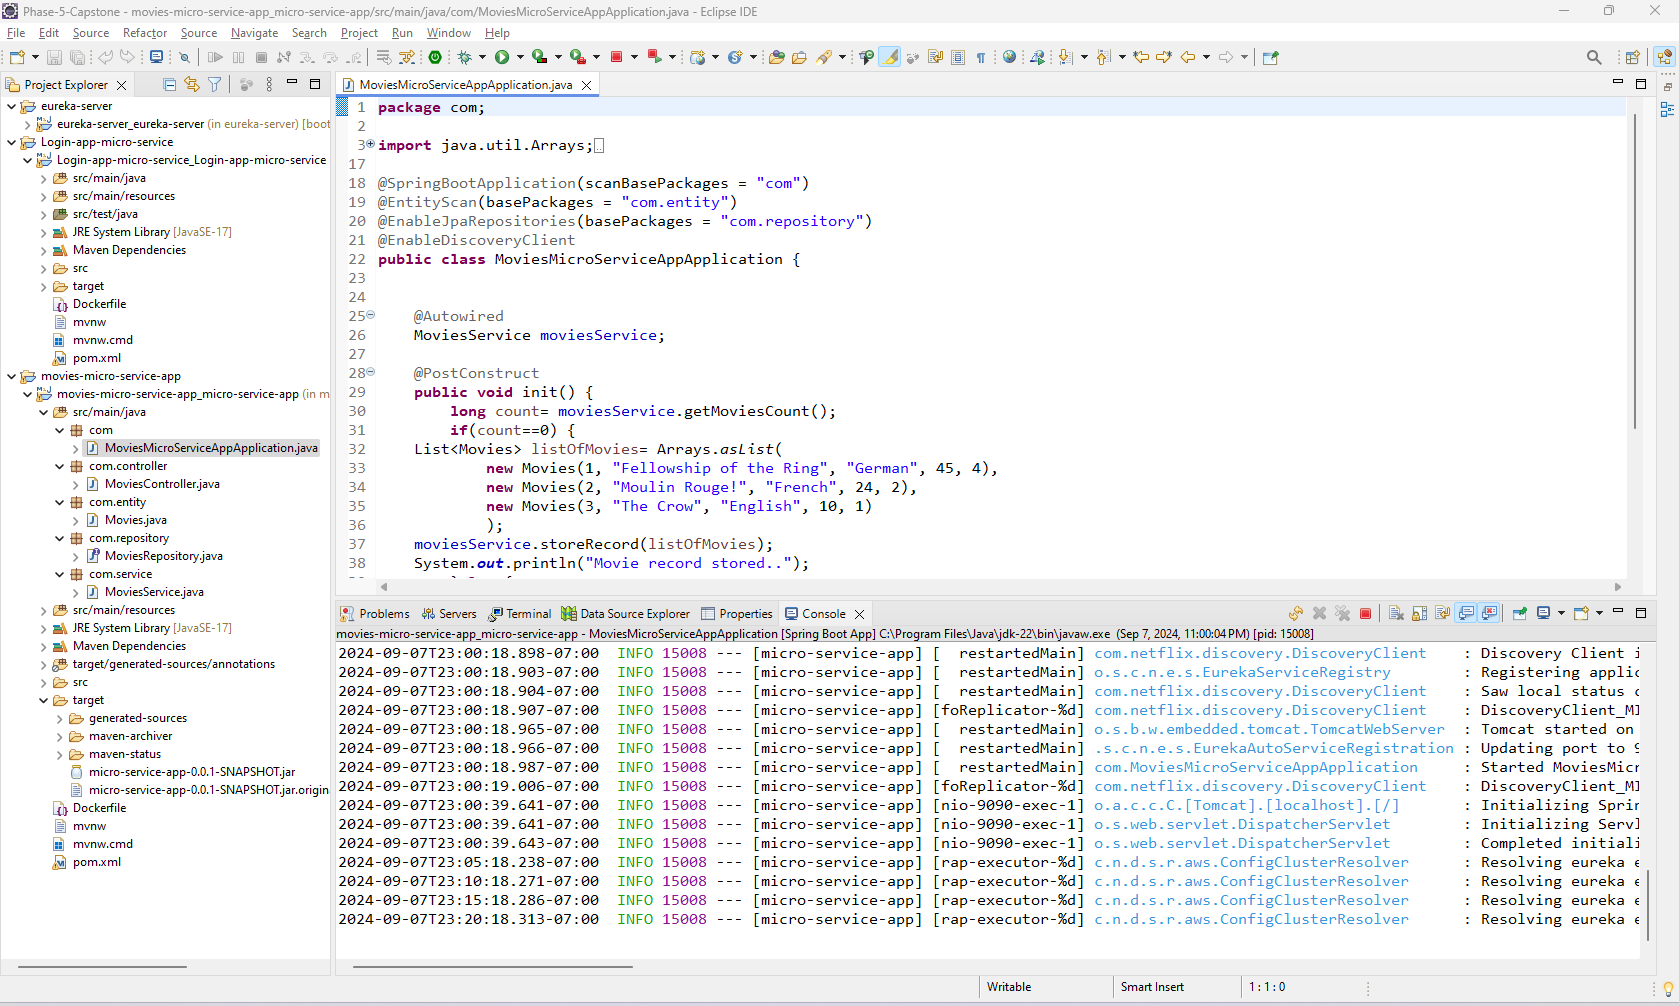 Phase-5-Capstone - movies-micro-service-app_micro-service-app/src/main/java/com/MoviesMicroServiceAppApplication.java - Eclipse IDE
File Edit Source Refactor Source Navigate Search Project Run Window Help
Project Explorer
eureka-server
eureka-server_eureka-server (in eureka-server) [boot
Login-app-micro-service
Login-app-micro-service_Login-app-micro-service
src/main/java
src/main/resources
src/test/java
JRE System Library [JavaSE-17]
Maven Dependencies
src
target
Dockerfile
mvnw
mvnw.cmd
pom.xml
movies-micro-service-app
movies-micro-service-app_micro-service-app (in m
src/main/java
com
MoviesMicroServiceAppApplication.java
com.controller
MoviesController.java
com.entity
Movies.java
com.repository
MoviesRepository.java
com.service
MoviesService.java
src/main/resources
JRE System Library [JavaSE-17]
Maven Dependencies
target/generated-sources/annotations
src
target
generated-sources
maven-archiver
maven-status
micro-service-app-0.0.1-SNAPSHOT.jar
micro-service-app-0.0.1-SNAPSHOT.jar.origin
Dockerfile
mvnw
mvnw.cmd
pom.xml
MoviesMicroServiceAppApplication.java
1 package com;
2
3 import java.util.Arrays;
17
18 @SpringBootApplication(scanBasePackages = "com")
19 @EntityScan(basePackages = "com.entity")
20 @EnableJpaRepositories(basePackages = "com.repository")
21 @EnableDiscoveryClient
22 public class MoviesMicroServiceAppApplication {
23
24
25 @Autowired
26 MoviesService moviesService;
27
28 @PostConstruct
29 public void init() {
30 long count= moviesService.getMoviesCount();
31 if(count==0) {
32 List<Movies> listOfMovies= Arrays.asList(
33 new Movies(1, "Fellowship of the Ring", "German", 45, 4),
34 new Movies(2, "Moulin Rouge!", "French", 24, 2),
35 new Movies(3, "The Crow", "English", 10, 1)
36 );
37 moviesService.storeRecord(listOfMovies);
38 System.out.println("Movie record stored..");
Problems Servers Terminal Data Source Explorer Properties Console
movies-micro-service-app_micro-service-app - MoviesMicroServiceAppApplication [Spring Boot App] C:\Program Files\Java\jdk-22\bin\javaw.exe (Sep 7, 2024, 11:00:04 PM) [pid: 15008]
2024-09-07T23:00:18.898-07:00 INFO 15008 --- [micro-service-app] [ restartedMain] com.netflix.discovery.DiscoveryClient : Discovery Client i
2024-09-07T23:00:18.903-07:00 INFO 15008 --- [micro-service-app] [ restartedMain] o.s.c.n.e.s.EurekaServiceRegistry : Registering applic
2024-09-07T23:00:18.904-07:00 INFO 15008 --- [micro-service-app] [ restartedMain] com.netflix.discovery.DiscoveryClient : Saw local status c
2024-09-07T23:00:18.907-07:00 INFO 15008 --- [micro-service-app] [foReplicator-%d] com.netflix.discovery.DiscoveryClient : DiscoveryClient_MI
2024-09-07T23:00:18.965-07:00 INFO 15008 --- [micro-service-app] [ restartedMain] o.s.b.w.embedded.tomcat.TomcatWebServer : Tomcat started on
2024-09-07T23:00:18.966-07:00 INFO 15008 --- [micro-service-app] [ restartedMain] .s.c.n.e.s.EurekaAutoServiceRegistration : Updating port to 9
2024-09-07T23:00:18.987-07:00 INFO 15008 --- [micro-service-app] [ restartedMain] com.MoviesMicroServiceAppApplication : Started MoviesMicr
2024-09-07T23:00:19.006-07:00 INFO 15008 --- [micro-service-app] [foReplicator-%d] com.netflix.discovery.DiscoveryClient : DiscoveryClient_MI
2024-09-07T23:00:39.641-07:00 INFO 15008 --- [micro-service-app] [nio-9090-exec-1] o.a.c.c.C.[Tomcat].[localhost].[/] : Initializing Sprin
2024-09-07T23:00:39.641-07:00 INFO 15008 --- [micro-service-app] [nio-9090-exec-1] o.s.web.servlet.DispatcherServlet : Initializing Servl
2024-09-07T23:00:39.643-07:00 INFO 15008 --- [micro-service-app] [nio-9090-exec-1] o.s.web.servlet.DispatcherServlet : Completed initiali
2024-09-07T23:05:18.238-07:00 INFO 15008 --- [micro-service-app] [rap-executor-%d] c.n.d.s.r.aws.ConfigClusterResolver : Resolving eureka e
2024-09-07T23:10:18.271-07:00 INFO 15008 --- [micro-service-app] [rap-executor-%d] c.n.d.s.r.aws.ConfigClusterResolver : Resolving eureka e
2024-09-07T23:15:18.286-07:00 INFO 15008 --- [micro-service-app] [rap-executor-%d] c.n.d.s.r.aws.ConfigClusterResolver : Resolving eureka e
2024-09-07T23:20:18.313-07:00 INFO 15008 --- [micro-service-app] [rap-executor-%d] c.n.d.s.r.aws.ConfigClusterResolver : Resolving eureka e
Writable Smart Insert 1 : 1 : 0